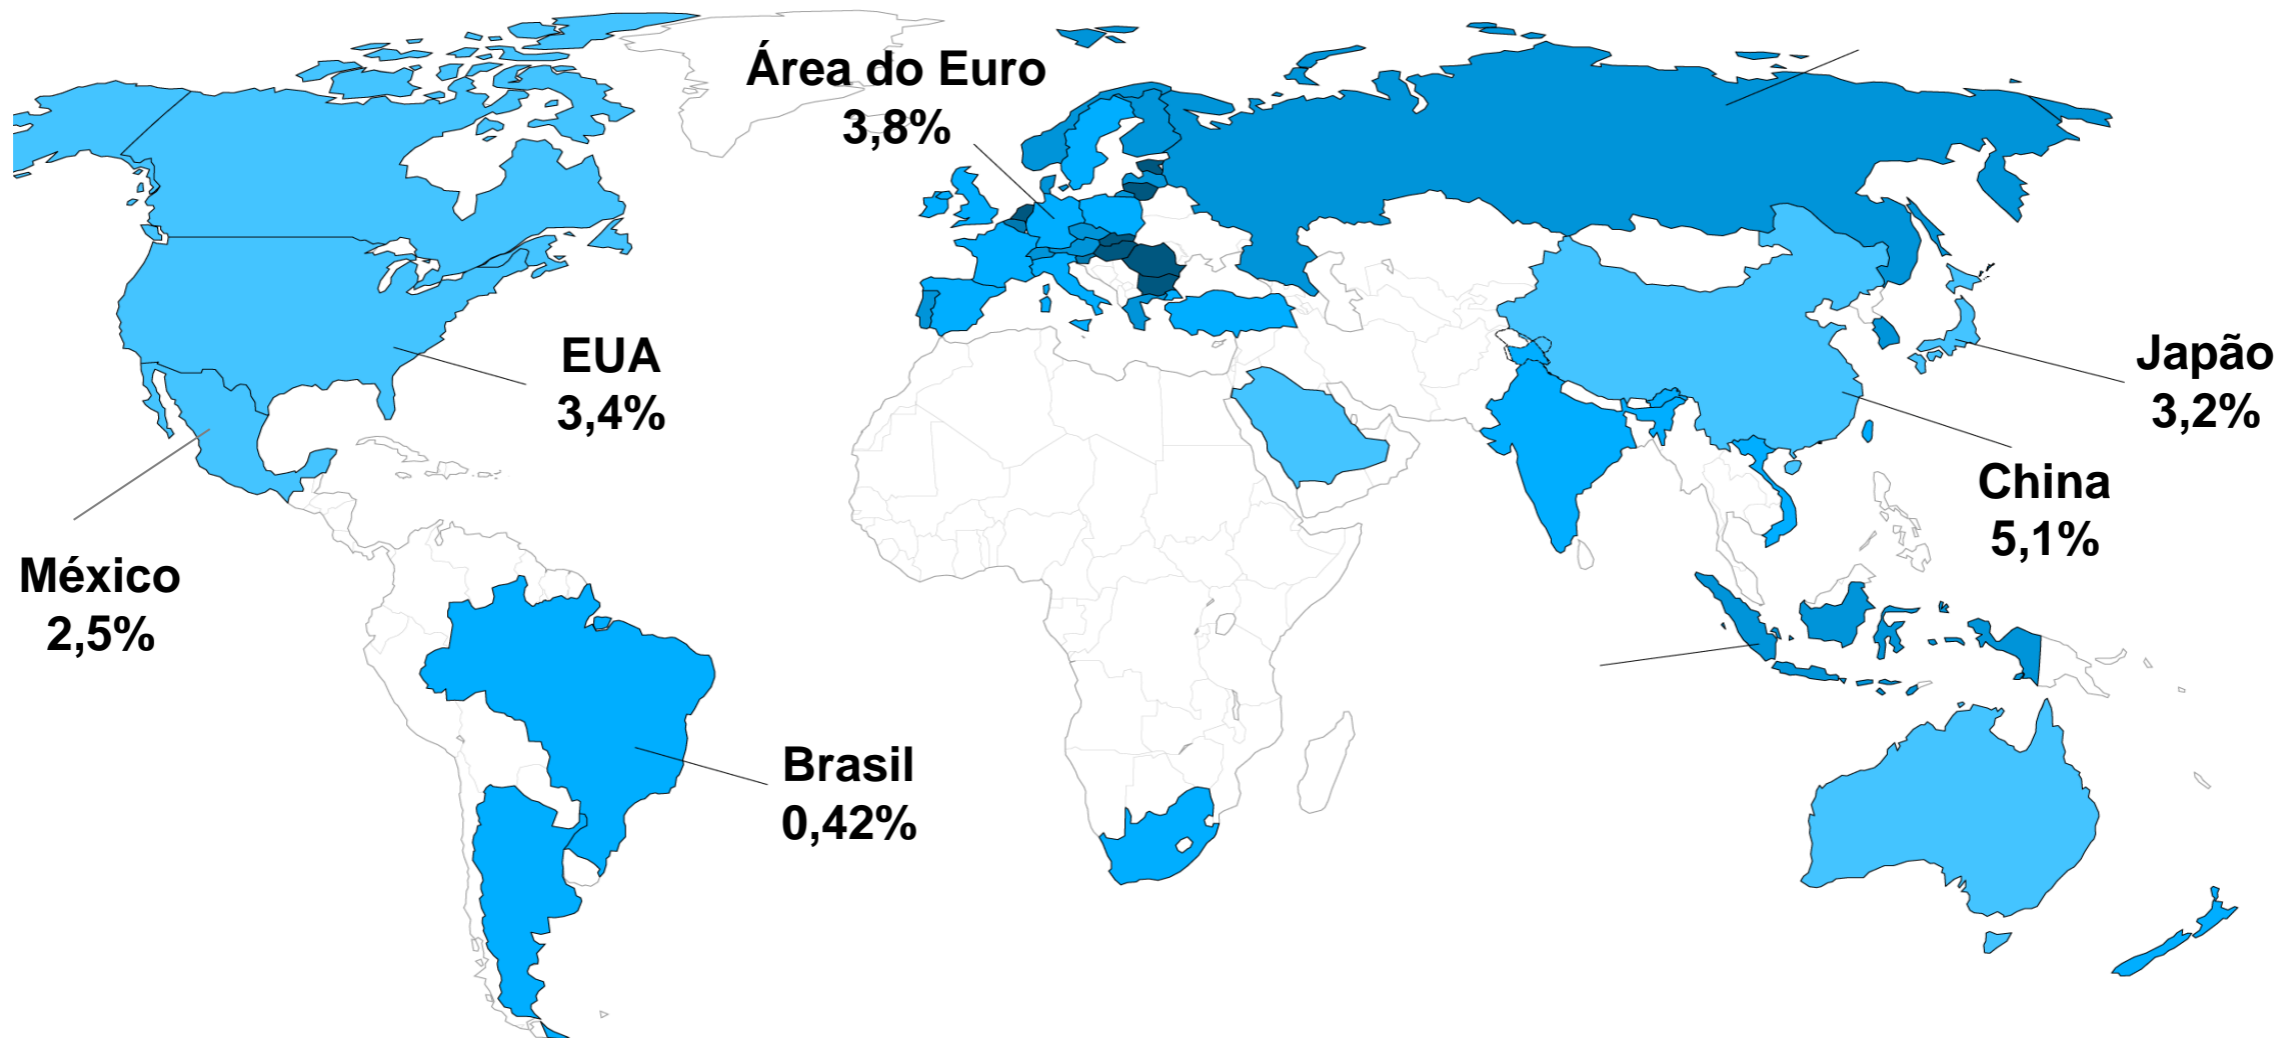 Área do Euro
3,8%
EUA
3,4%
Japão
3,2%
China
5,1%
México
2,5%
Brasil
0,42%